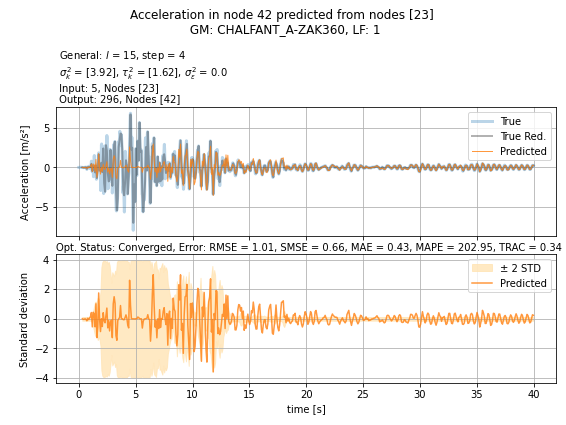 Acceleration in node 42 predicted from nodes [23]
GM: CHALFANT_A-ZAK360, LF: 1
General: l = 15, step = 4
σ²ₖ = [3.92], τ²ₖ = [1.62], σ²ε = 0.0
Input: 5, Nodes [23]
Output: 296, Nodes [42]
Acceleration [m/s²]
5
0
−5
True
True Red.
Predicted
Opt. Status: Converged, Error: RMSE = 1.01, SMSE = 0.66, MAE = 0.43, MAPE = 202.95, TRAC = 0.34
Standard deviation
4
2
0
−2
−4
± 2 STD
Predicted
0 5 10 15 20 25 30 35 40
time [s]